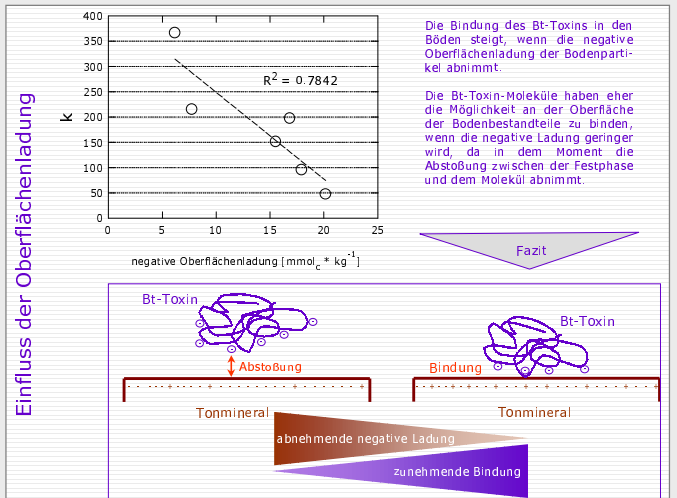 Einfluss der Oberflächenladung
k
400
350
300
250
200
150
100
50
0
0 5 10 15 20 25
R² = 0.7842
negative Oberflächenladung [mmolc * kg⁻¹]
Die Bindung des Bt-Toxins in den
Böden steigt, wenn die negative
Oberflächenladung der Bodenparti-
kel abnimmt.
Die Bt-Toxin-Moleküle haben eher
die Möglichkeit an der Oberfläche
der Bodenbestandteile zu binden,
wenn die negative Ladung geringer
wird, da in dem Moment die
Abstoßung zwischen der Festphase
und dem Molekül abnimmt.
Fazit
Bt-Toxin
Abstoßung
Tonmineral
Bt-Toxin
Bindung
Tonmineral
abnehmende negative Ladung
zunehmende Bindung